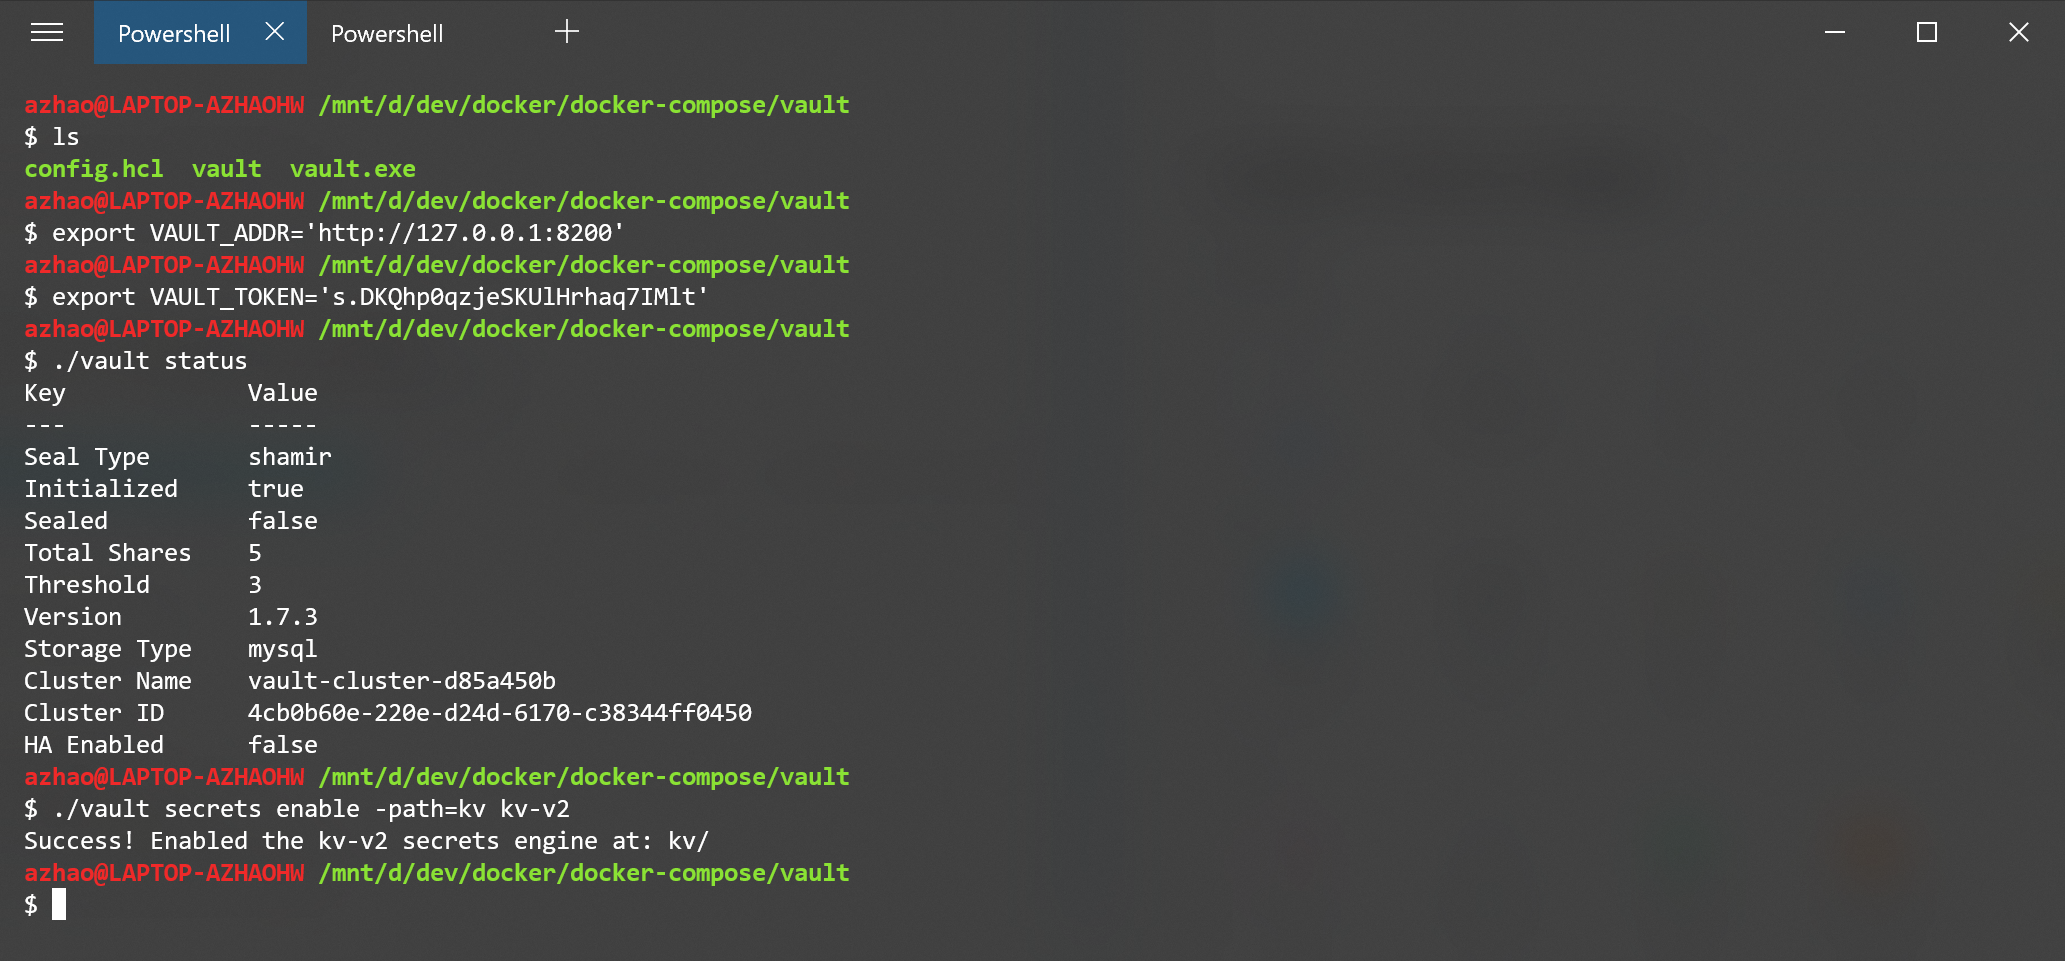 Powershell Powershell
azhao@LAPTOP-AZHAOHW /mnt/d/dev/docker/docker-compose/vault
$ ls
config.hcl  vault  vault.exe
azhao@LAPTOP-AZHAOHW /mnt/d/dev/docker/docker-compose/vault
$ export VAULT_ADDR='http://127.0.0.1:8200'
azhao@LAPTOP-AZHAOHW /mnt/d/dev/docker/docker-compose/vault
$ export VAULT_TOKEN='s.DKQhp0qzjeSKUlHrhaq7IMlt'
azhao@LAPTOP-AZHAOHW /mnt/d/dev/docker/docker-compose/vault
$ ./vault status
Key             Value
---             -----
Seal Type       shamir
Initialized     true
Sealed          false
Total Shares    5
Threshold       3
Version         1.7.3
Storage Type    mysql
Cluster Name    vault-cluster-d85a450b
Cluster ID      4cb0b60e-220e-d24d-6170-c38344ff0450
HA Enabled      false
azhao@LAPTOP-AZHAOHW /mnt/d/dev/docker/docker-compose/vault
$ ./vault secrets enable -path=kv kv-v2
Success! Enabled the kv-v2 secrets engine at: kv/
azhao@LAPTOP-AZHAOHW /mnt/d/dev/docker/docker-compose/vault
$